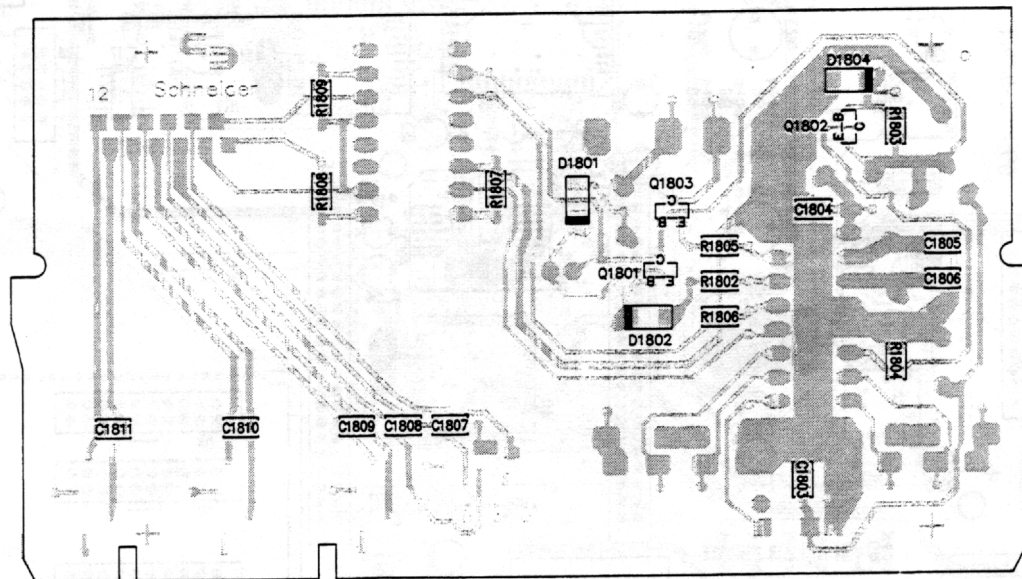 D1804
12
Schneider
R1809
Q1802
B
E
C
R1803
D1801
R1808
R1807
Q1803
C
B
E
C1804
R1805
C1805
Q1801
C
B
E
R1802
C1806
R1806
D1802
R1804
C1811
C1810
C1809
C1808
C1807
C1803